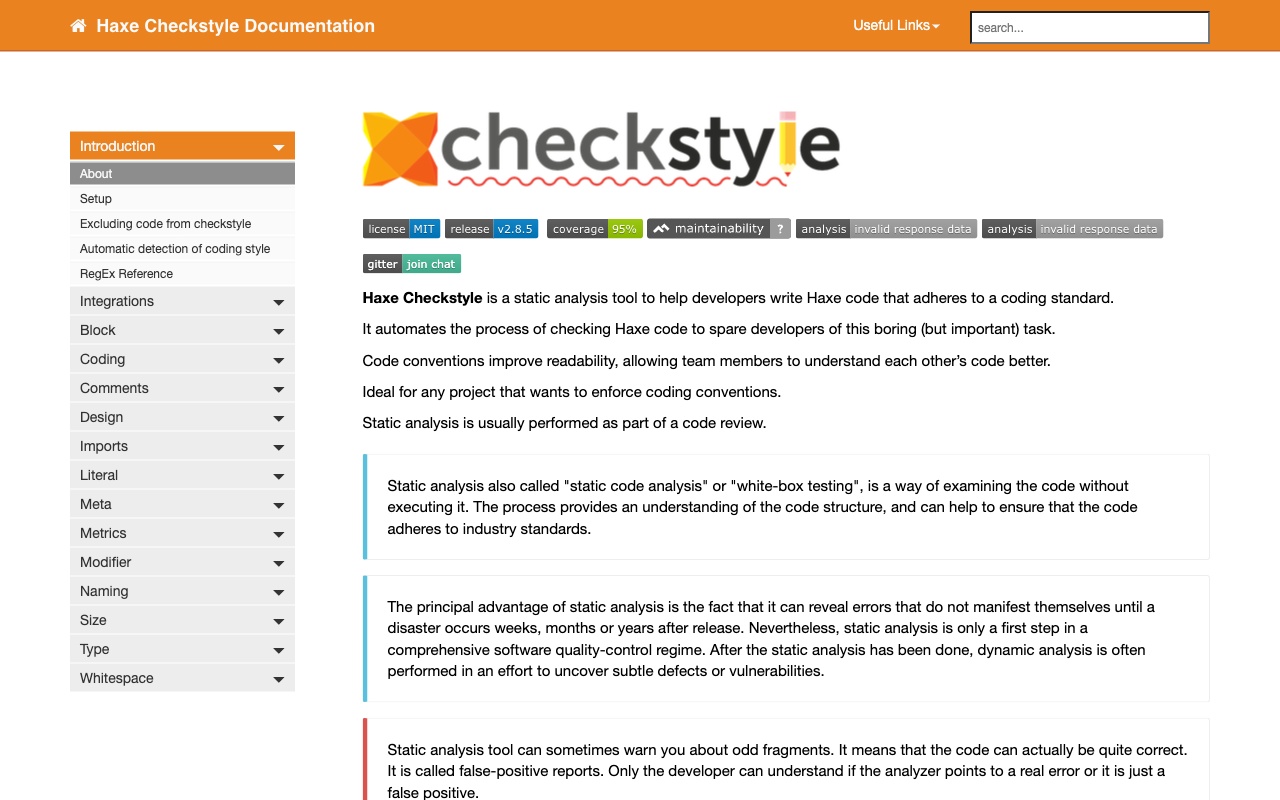 Haxe Checkstyle Documentation
Useful Links
search...
Introduction
About
Setup
Excluding code from checkstyle
Automatic detection of coding style
RegEx Reference
Integrations
Block
Coding
Comments
Design
Imports
Literal
Meta
Metrics
Modifier
Naming
Size
Type
Whitespace
checkstyle
license MIT release v2.8.5 coverage 95% maintainability ? analysis invalid response data analysis invalid response data
gitter join chat
Haxe Checkstyle is a static analysis tool to help developers write Haxe code that adheres to a coding standard.
It automates the process of checking Haxe code to spare developers of this boring (but important) task.
Code conventions improve readability, allowing team members to understand each other’s code better.
Ideal for any project that wants to enforce coding conventions.
Static analysis is usually performed as part of a code review.
Static analysis also called "static code analysis" or "white-box testing", is a way of examining the code without
executing it. The process provides an understanding of the code structure, and can help to ensure that the code
adheres to industry standards.
The principal advantage of static analysis is the fact that it can reveal errors that do not manifest themselves until a
disaster occurs weeks, months or years after release. Nevertheless, static analysis is only a first step in a
comprehensive software quality-control regime. After the static analysis has been done, dynamic analysis is often
performed in an effort to uncover subtle defects or vulnerabilities.
Static analysis tool can sometimes warn you about odd fragments. It means that the code can actually be quite correct.
It is called false-positive reports. Only the developer can understand if the analyzer points to a real error or it is just a
false positive.